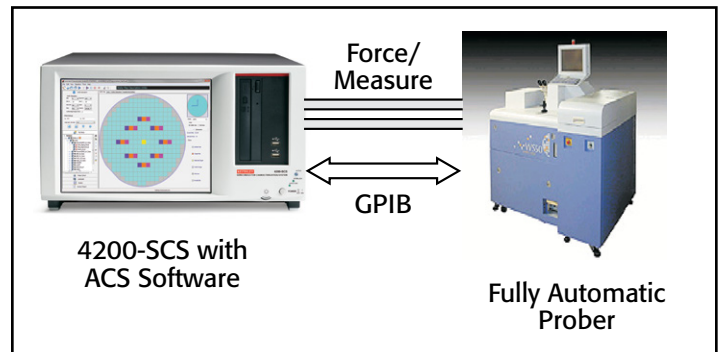 Force/
Measure
GPIB
4200-SCS with
ACS Software
Fully Automatic
Prober